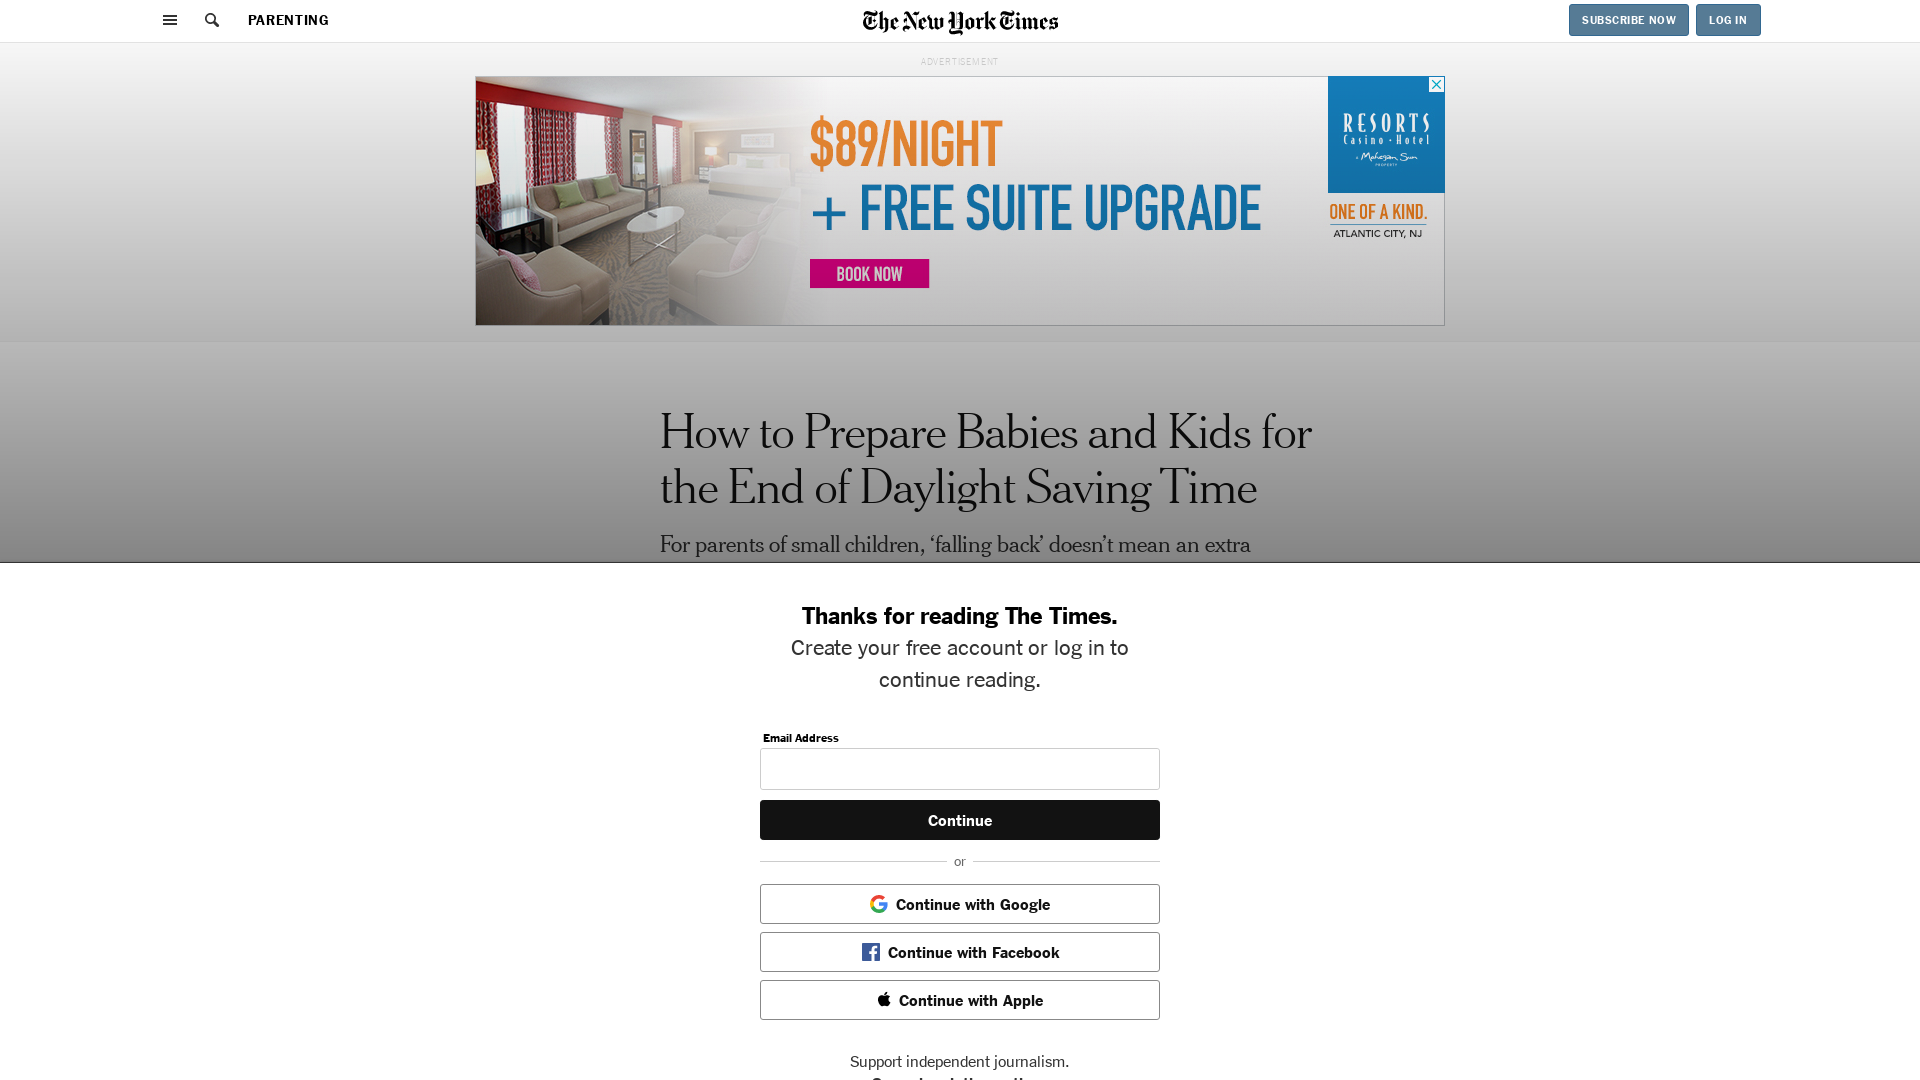 PARENTING
The New York Times
SUBSCRIBE NOW
LOG IN
ADVERTISEMENT
$89/NIGHT
+ FREE SUITE UPGRADE
BOOK NOW
RESORTS
Casino • Hotel
a Mohegan Sun
PROPERTY
ONE OF A KIND.
ATLANTIC CITY, NJ
How to Prepare Babies and Kids for
the End of Daylight Saving Time
For parents of small children, ‘falling back’ doesn’t mean an extra
Thanks for reading The Times.
Create your free account or log in to
continue reading.
Email Address
Continue
or
Continue with Google
Continue with Facebook
Continue with Apple
Support independent journalism.